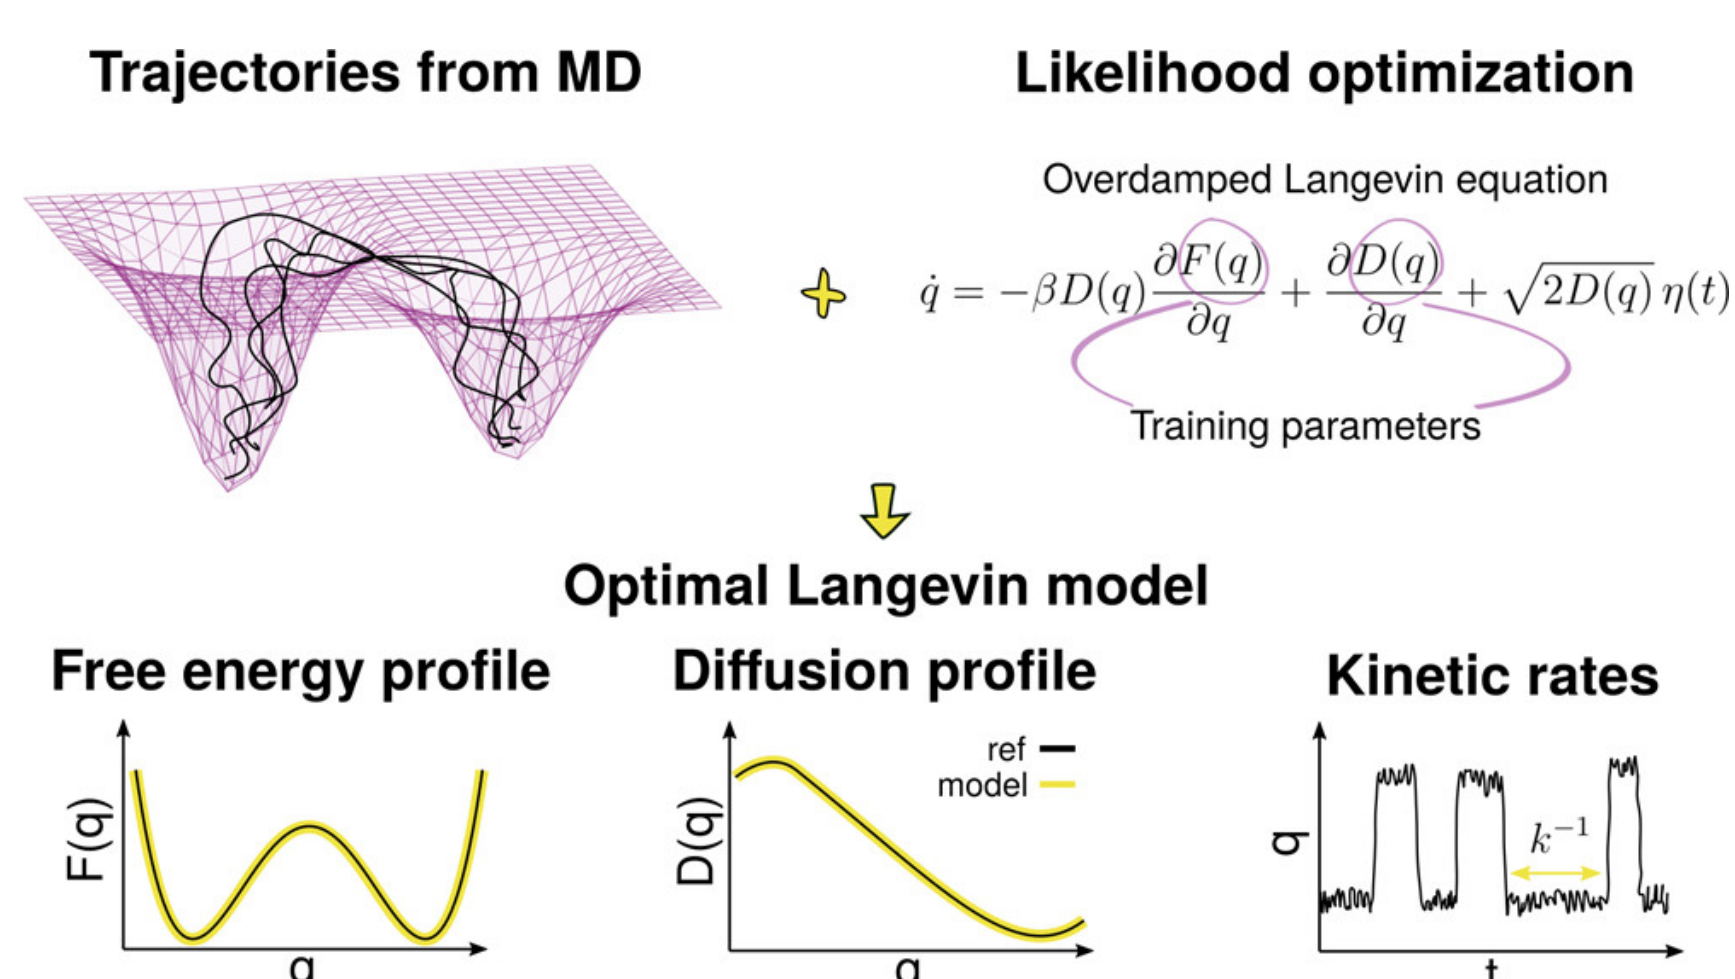 Trajectories from MD
Likelihood optimization
Overdamped Langevin equation
q̇ = −βD(q) ∂F(q)/∂q + ∂D(q)/∂q + √2D(q) η(t)
Training parameters
Optimal Langevin model
Free energy profile
Diffusion profile
Kinetic rates
F(q)
q
D(q)
ref
model
q
q
k⁻¹
t